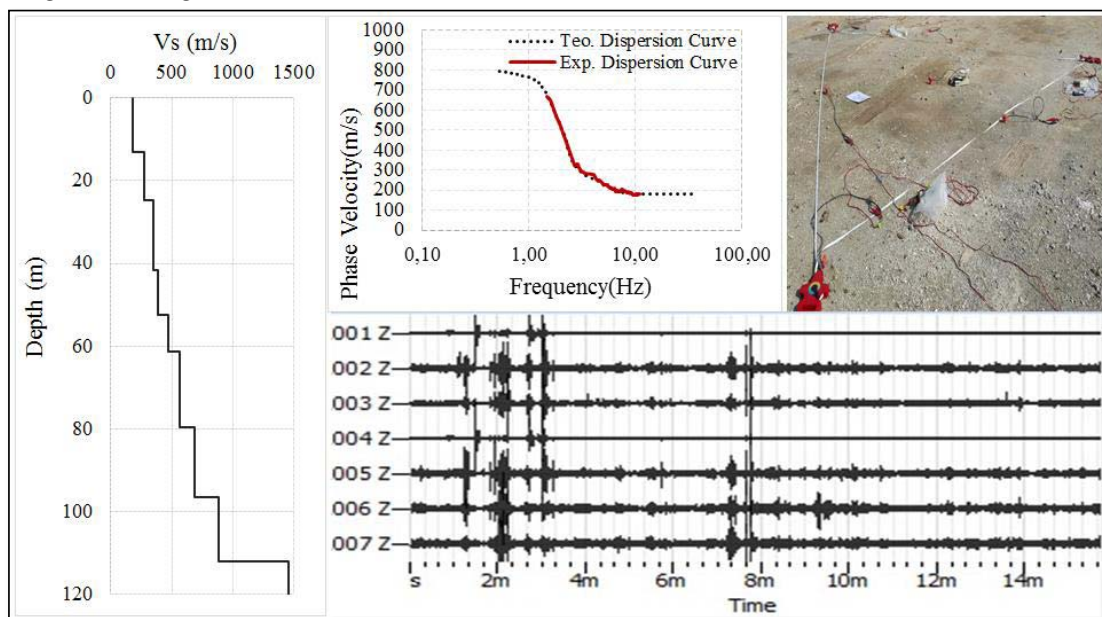 Vs (m/s)
0 500 1000 1500
0
20
40
60
80
100
120
Depth (m)
1000
900
800
700
600
500
400
300
200
100
0
Phase Velocity(m/s)
Teo. Dispersion Curve
Exp. Dispersion Curve
0,10 1,00 10,00 100,00
Frequency(Hz)
001 Z
002 Z
003 Z
004 Z
005 Z
006 Z
007 Z
s 2m 4m 6m 8m 10m 12m 14m
Time